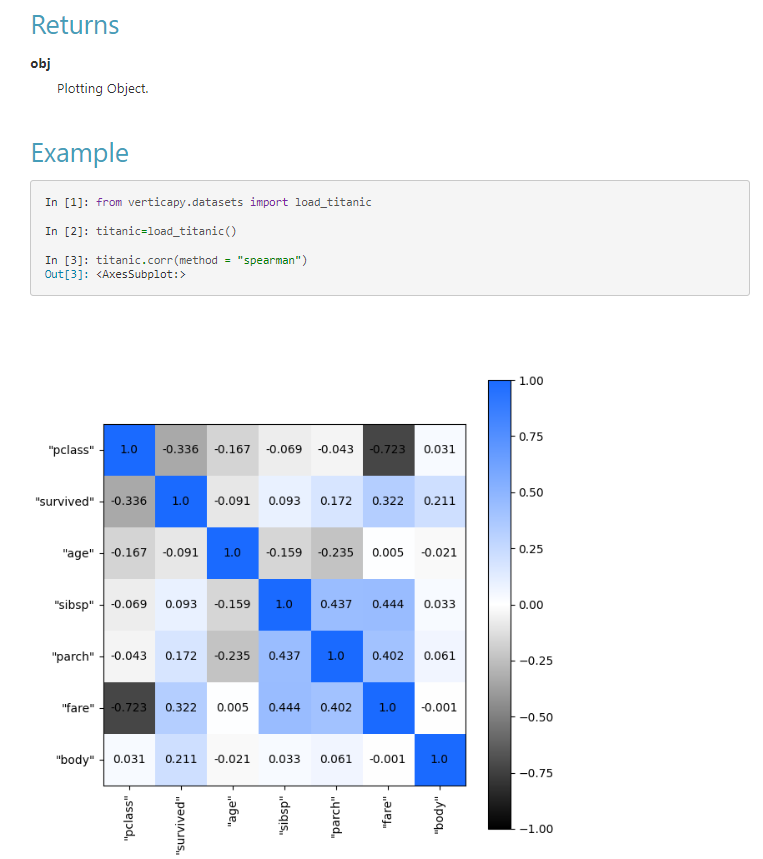 Returns
obj
Plotting Object.
Example
In [1]: from verticapy.datasets import load_titanic
In [2]: titanic=load_titanic()
In [3]: titanic.corr(method = "spearman")
Out[3]: <AxesSubplot:>
1.00
0.75
0.50
0.25
0.00
−0.25
−0.50
−0.75
−1.00
"pclass" 1.0 -0.336 -0.167 -0.069 -0.043 -0.723 0.031
"survived" -0.336 1.0 -0.091 0.093 0.172 0.322 0.211
"age" -0.167 -0.091 1.0 -0.159 -0.235 0.005 -0.021
"sibsp" -0.069 0.093 -0.159 1.0 0.437 0.444 0.033
"parch" -0.043 0.172 -0.235 0.437 1.0 0.402 0.061
"fare" -0.723 0.322 0.005 0.444 0.402 1.0 -0.001
"body" 0.031 0.211 -0.021 0.033 0.061 -0.001 1.0
"pclass" "survived" "age" "sibsp" "parch" "fare" "body"